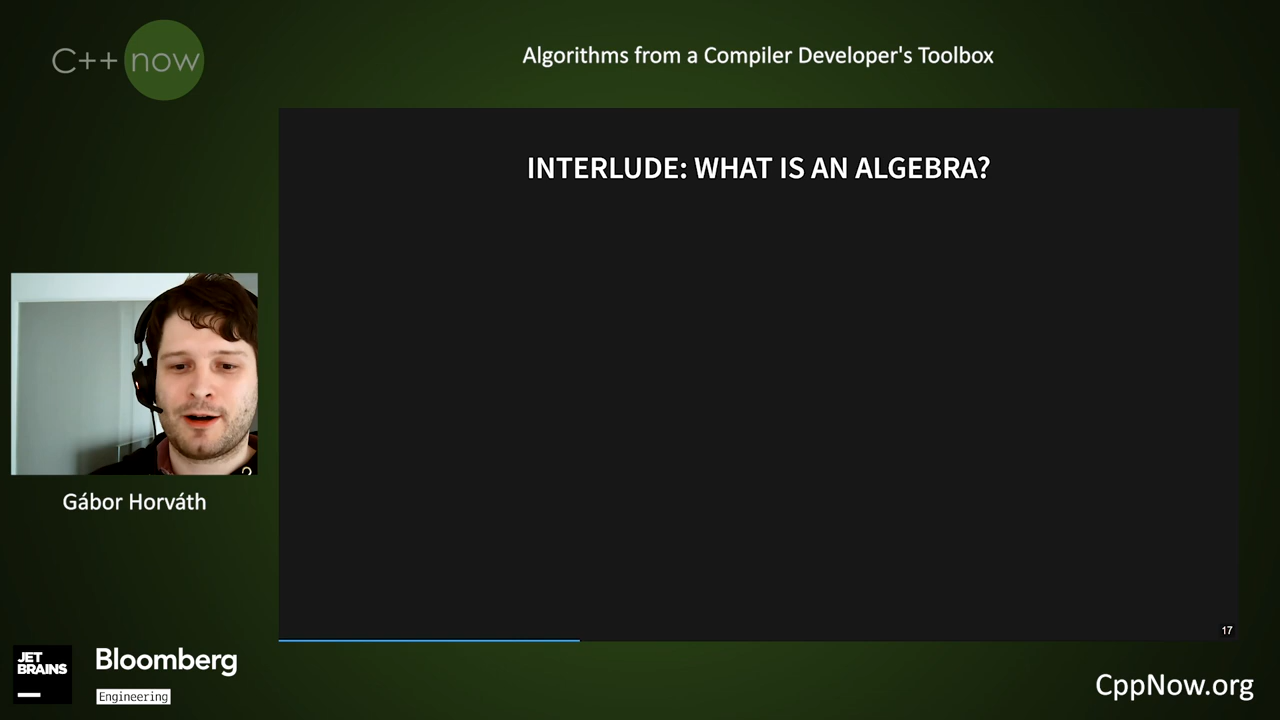 C++ now
Algorithms from a Compiler Developer's Toolbox
INTERLUDE: WHAT IS AN ALGEBRA?
Gábor Horváth
17
JET
BRAINS
Bloomberg
Engineering
CppNow.org